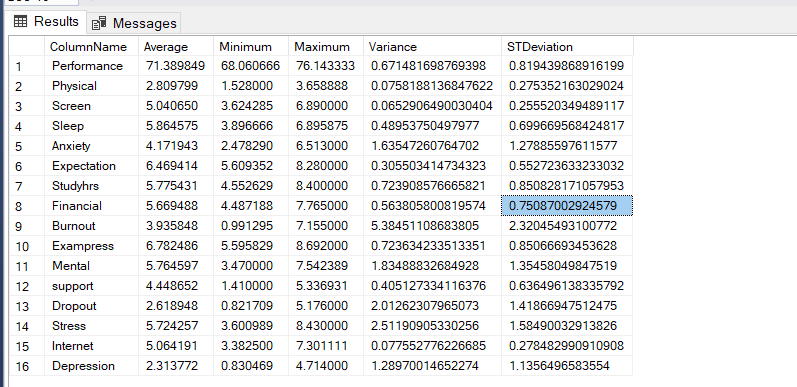 Results Messages
ColumnName Average Minimum Maximum Variance STDeviation
1 Performance 71.389849 68.060666 76.143333 0.671481698769398 0.819439868916199
2 Physical 2.809799 1.528000 3.658888 0.0758188136847622 0.275352163029024
3 Screen 5.040650 3.624285 6.890000 0.0652906490030404 0.255520349489117
4 Sleep 5.864575 3.896666 6.895875 0.48953750497977 0.699669568424817
5 Anxiety 4.171943 2.478290 6.513000 1.63547260764702 1.27885597611577
6 Expectation 6.469414 5.609352 8.280000 0.305503414734323 0.552723633233032
7 Studyhrs 5.775431 4.552629 8.400000 0.723908576665821 0.850828171057953
8 Financial 5.669488 4.487188 7.765000 0.563805800819574 0.75087002924579
9 Burnout 3.935848 0.991295 7.155000 5.38451108683805 2.32045493100772
10 Exampress 6.782486 5.595829 8.692000 0.723634233513351 0.85066693453628
11 Mental 5.764597 3.470000 7.542389 1.83488832684928 1.35458049847519
12 support 4.448652 1.410000 5.336931 0.405127334116376 0.636496138335792
13 Dropout 2.618948 0.821709 5.176000 2.01262307965073 1.41866947512475
14 Stress 5.724257 3.600989 8.430000 2.51190905330256 1.58490032913826
15 Internet 5.064191 3.382500 7.301111 0.077552776226685 0.278482990910908
16 Depression 2.313772 0.830469 4.714000 1.28970014652274 1.1356496583554